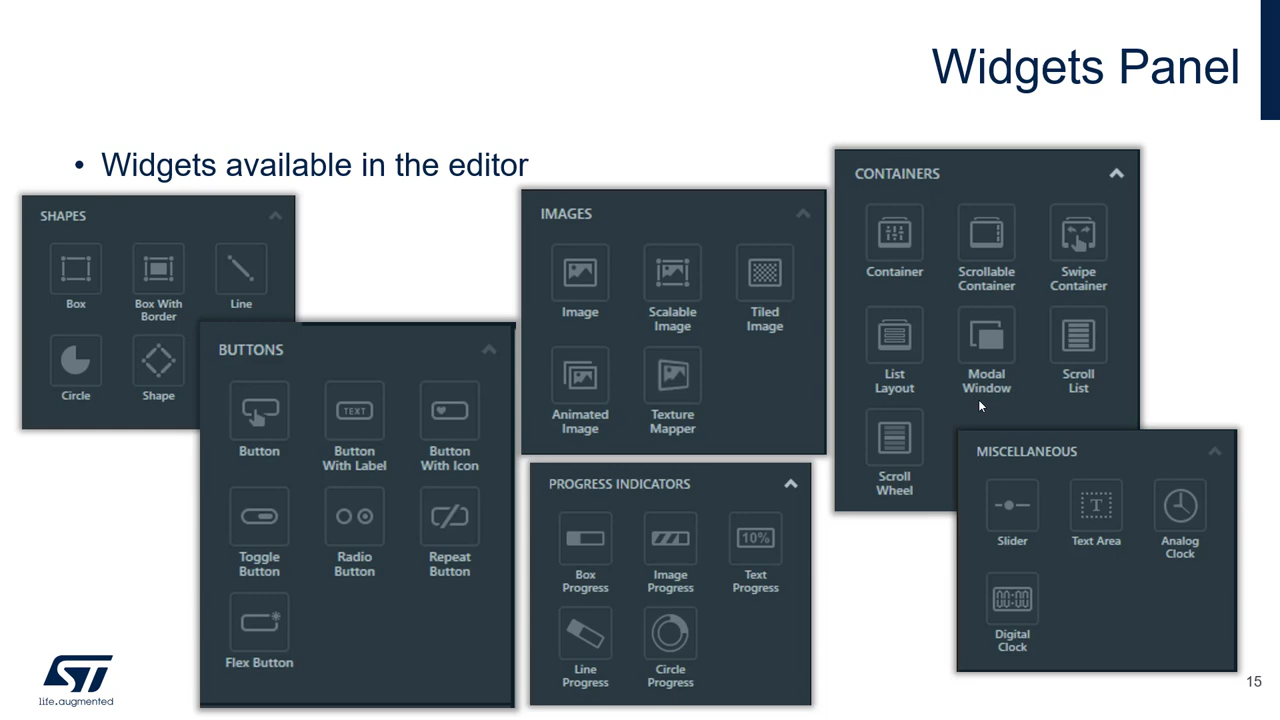 Widgets Panel
• Widgets available in the editor
SHAPES
Box
Box With
Border
Line
Circle
Shape
BUTTONS
Button
TEXT
Button
With Label
Button
With Icon
Toggle
Button
Radio
Button
Repeat
Button
Flex Button
IMAGES
Image
Scalable
Image
Tiled
Image
Animated
Image
Texture
Mapper
PROGRESS INDICATORS
Box
Progress
Image
Progress
10%
Text
Progress
Line
Progress
Circle
Progress
CONTAINERS
Container
Scrollable
Container
Swipe
Container
List
Layout
Modal
Window
Scroll
List
Scroll
Wheel
MISCELLANEOUS
Slider
T
Text Area
Analog
Clock
00:00
Digital
Clock
ST
life.augmented
15